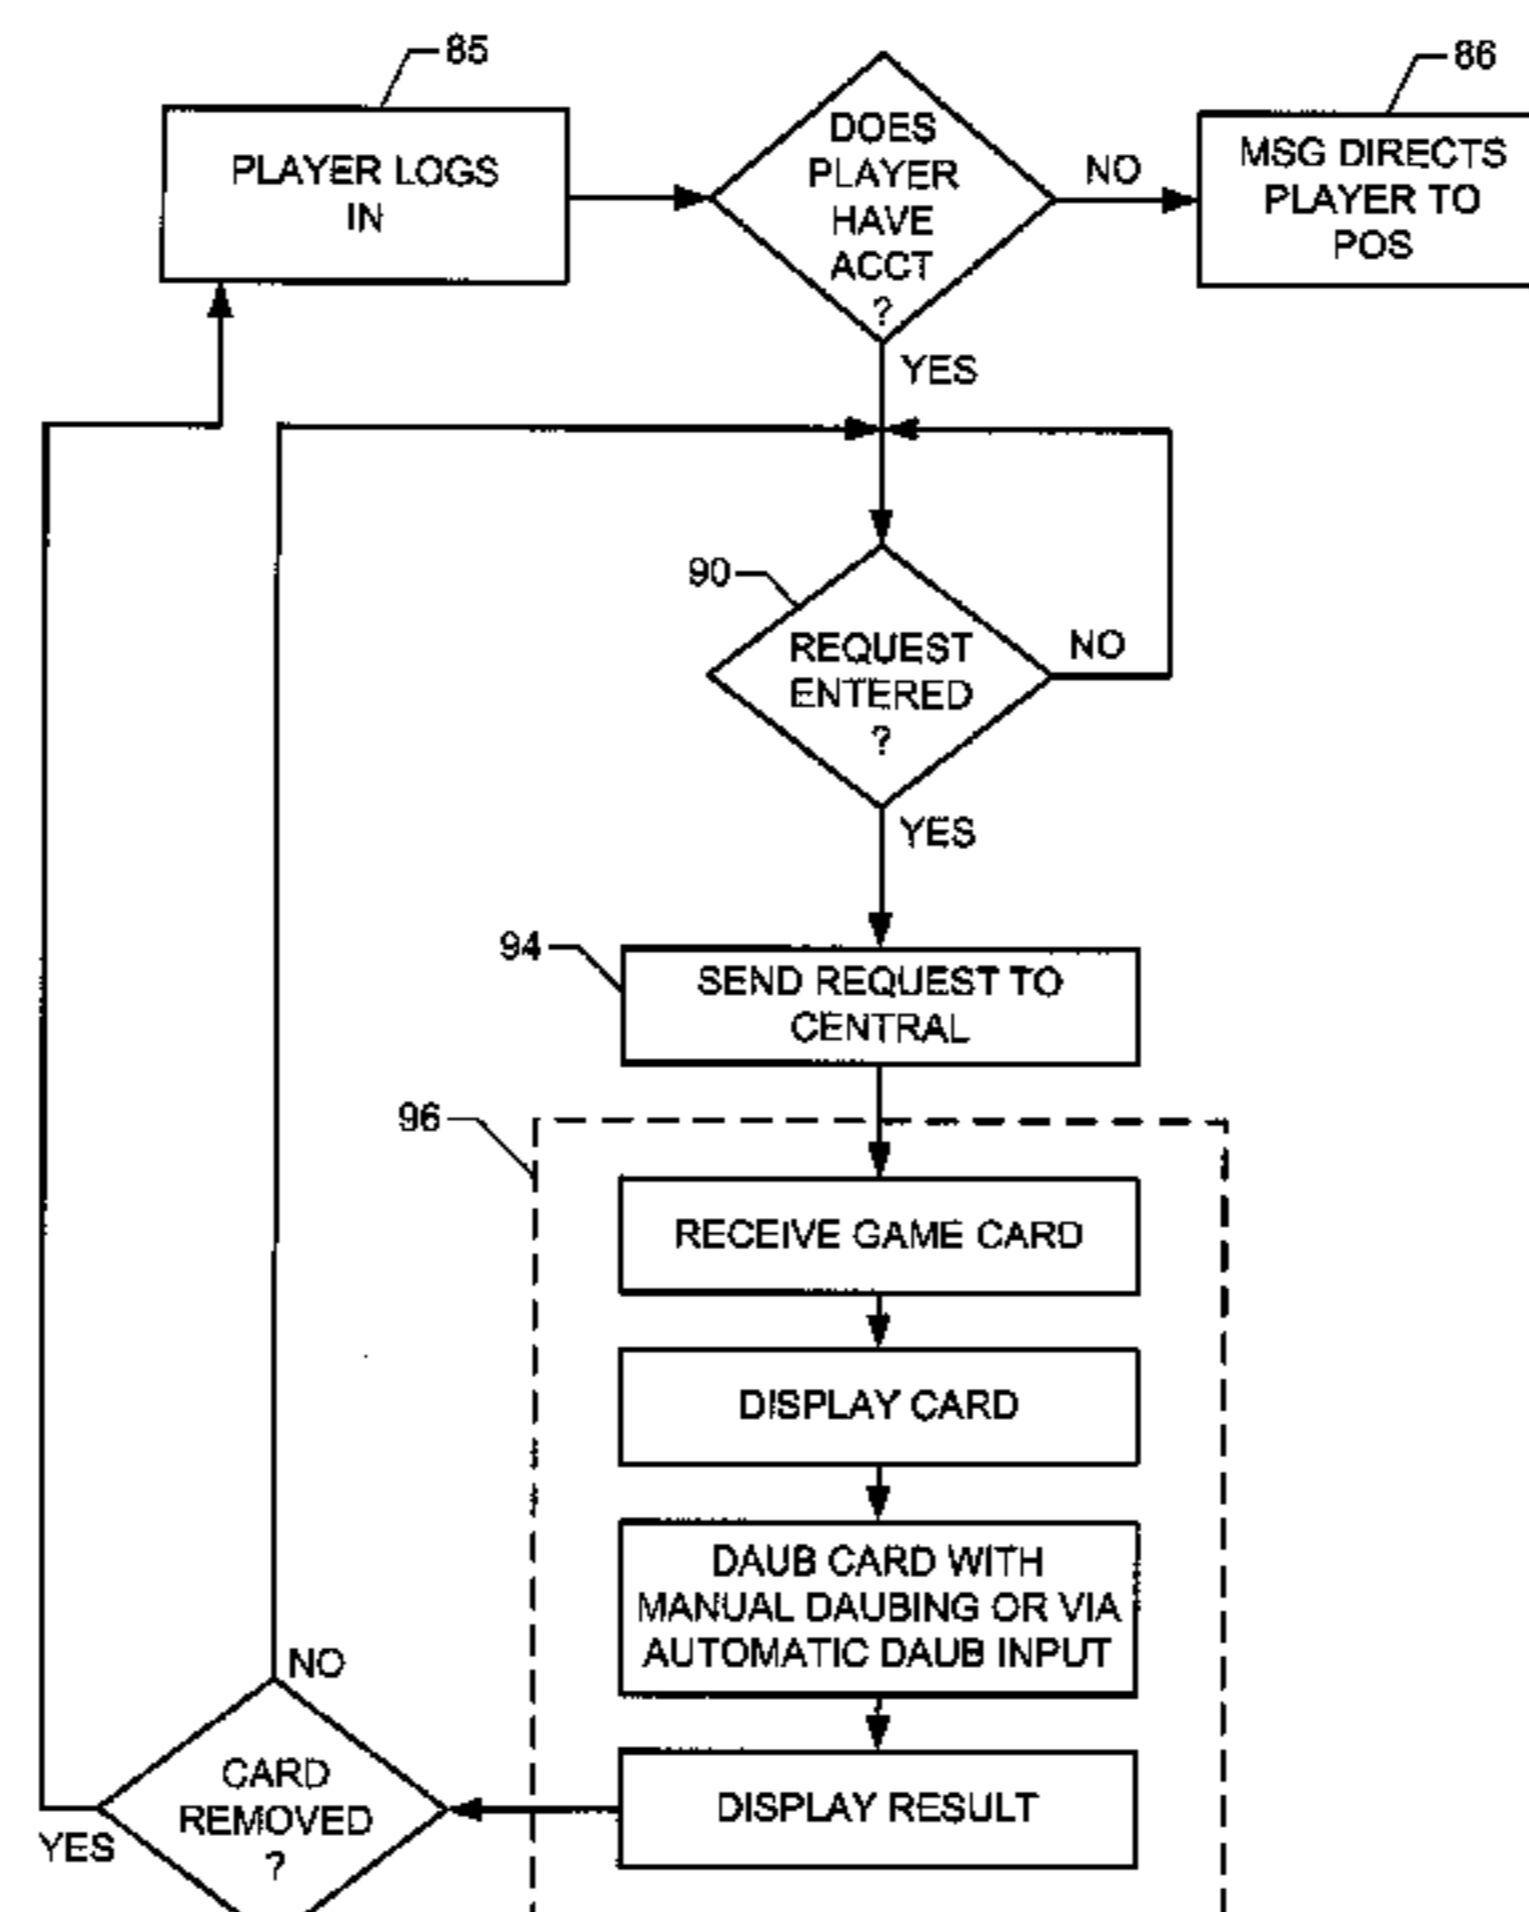 85
PLAYER LOGS
IN
DOES
PLAYER
HAVE
ACCT
?
NO
86
MSG DIRECTS
PLAYER TO
POS
YES
90
REQUEST
ENTERED
?
NO
YES
94
SEND REQUEST TO
CENTRAL
96
RECEIVE GAME CARD
DISPLAY CARD
DAUB CARD WITH
MANUAL DAUBING OR VIA
AUTOMATIC DAUB INPUT
DISPLAY RESULT
NO
CARD
REMOVED
?
YES